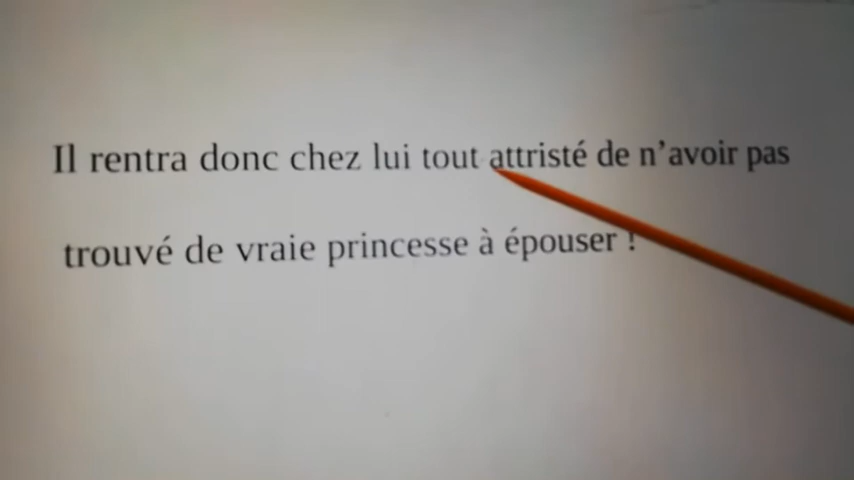 Il rentra donc chez lui tout attristé de n’avoir pas
trouvé de vraie princesse à épouser !